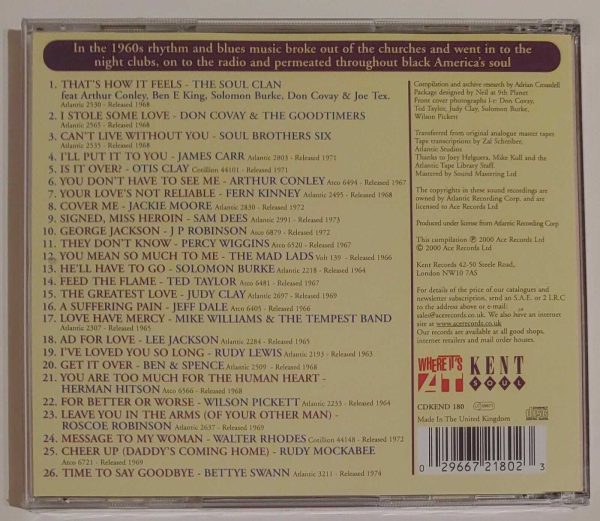 In the 1960s rhythm and blues music broke out of the churches and went in to the
night clubs, on to the radio and permeated throughout black America's soul
1. THAT'S HOW IT FEELS - THE SOUL CLAN
feat Arthur Conley, Ben E King, Solomon Burke, Don Covay & Joe Tex.
Atlantic 2530 - Released 1968
2. I STOLE SOME LOVE - DON COVAY & THE GOODTIMERS
Atlantic 2565 - Released 1968
3. CAN'T LIVE WITHOUT YOU - SOUL BROTHERS SIX
Atlantic 2535 - Released 1968
4. I'LL PUT IT TO YOU - JAMES CARR Atlantic 2803 - Released 1971
5. IS IT OVER? - OTIS CLAY Cotillion 44101 - Released 1971
6. YOU DON'T HAVE TO SEE ME - ARTHUR CONLEY Atco 6494 - Released 1967
7. YOUR LOVE'S NOT RELIABLE - FERN KINNEY Atlantic 2495 - Released 1968
8. COVER ME - JACKIE MOORE Atlantic 2830 - Released 1972
9. SIGNED, MISS HEROIN - SAM DEES Atlantic 2991 - Released 1973
10. GEORGE JACKSON - J P ROBINSON Atco 6879 - Released 1972
11. THEY DON'T KNOW - PERCY WIGGINS Atco 6520 - Released 1967
12. YOU MEAN SO MUCH TO ME - THE MAD LADS Volt 139 - Released 1966
13. HE'LL HAVE TO GO - SOLOMON BURKE Atlantic 2218 - Released 1964
14. FEED THE FLAME - TED TAYLOR Atco 6481 - Released 1967
15. THE GREATEST LOVE - JUDY CLAY Atlantic 2697 - Released 1969
16. A SUFFERING PAIN - JEFF DALE Atco 6405 - Released 1966
17. LOVE HAVE MERCY - MIKE WILLIAMS & THE TEMPEST BAND
Atlantic 2307 - Released 1965
18. AD FOR LOVE - LEE JACKSON Atlantic 2284 - Released 1965
19. I'VE LOVED YOU SO LONG - RUDY LEWIS Atlantic 2193 - Released 1963
20. GET IT OVER - BEN & SPENCE Atlantic 2509 - Released 1968
21. YOU ARE TOO MUCH FOR THE HUMAN HEART -
HERMAN HITSON Atco 6566 - Released 1968
22. FOR BETTER OR WORSE - WILSON PICKETT Atlantic 2233 - Released 1964
23. LEAVE YOU IN THE ARMS (OF YOUR OTHER MAN) -
ROSCOE ROBINSON Atlantic 2637 - Released 1969
24. MESSAGE TO MY WOMAN - WALTER RHODES Cotillion 44148 - Released 1972
25. CHEER UP (DADDY'S COMING HOME) - RUDY MOCKABEE
Atco 6721 - Released 1969
26. TIME TO SAY GOODBYE - BETTYE SWANN Atlantic 3211 - Released 1974
Compilation and archive research by Adrian Croasdell
Package designed by Neil at 9th Planet
Front cover photographs l-r: Don Covay,
Ted Taylor, Judy Clay, Solomon Burke,
Wilson Pickett
Transferred from original analogue master tapes
Tape transcriptions by Zal Schreiber,
Atlantic Studios
Thanks to Joey Helguera, Mike Kull and the
Atlantic Tape Library Staff.
Mastered by Sound Mastering Ltd
The copyrights in these sound recordings are
owned by Atlantic Recording Corp. and are
licensed to Ace Records Ltd
Produced under license from Atlantic Recording Corp
This compilation ℗ 2000 Ace Records Ltd
© 2000 Ace Records Ltd
Kent Records 42-50 Steele Road,
London NW10 7AS
For details of the price of our catalogues and
newsletter subscription, send an S.A.E. or 2 I.R.C
to the address above or e-mail:
sales@acerecords.co.uk. We also have an internet
site at www.acerecords.co.uk
Our records are available at all good shops,
internet retailers and mail order houses.
WHERE IT'S AT
KENT
SOUL
CDKEND 180
Made In The United Kingdom
0 29667 21802 3